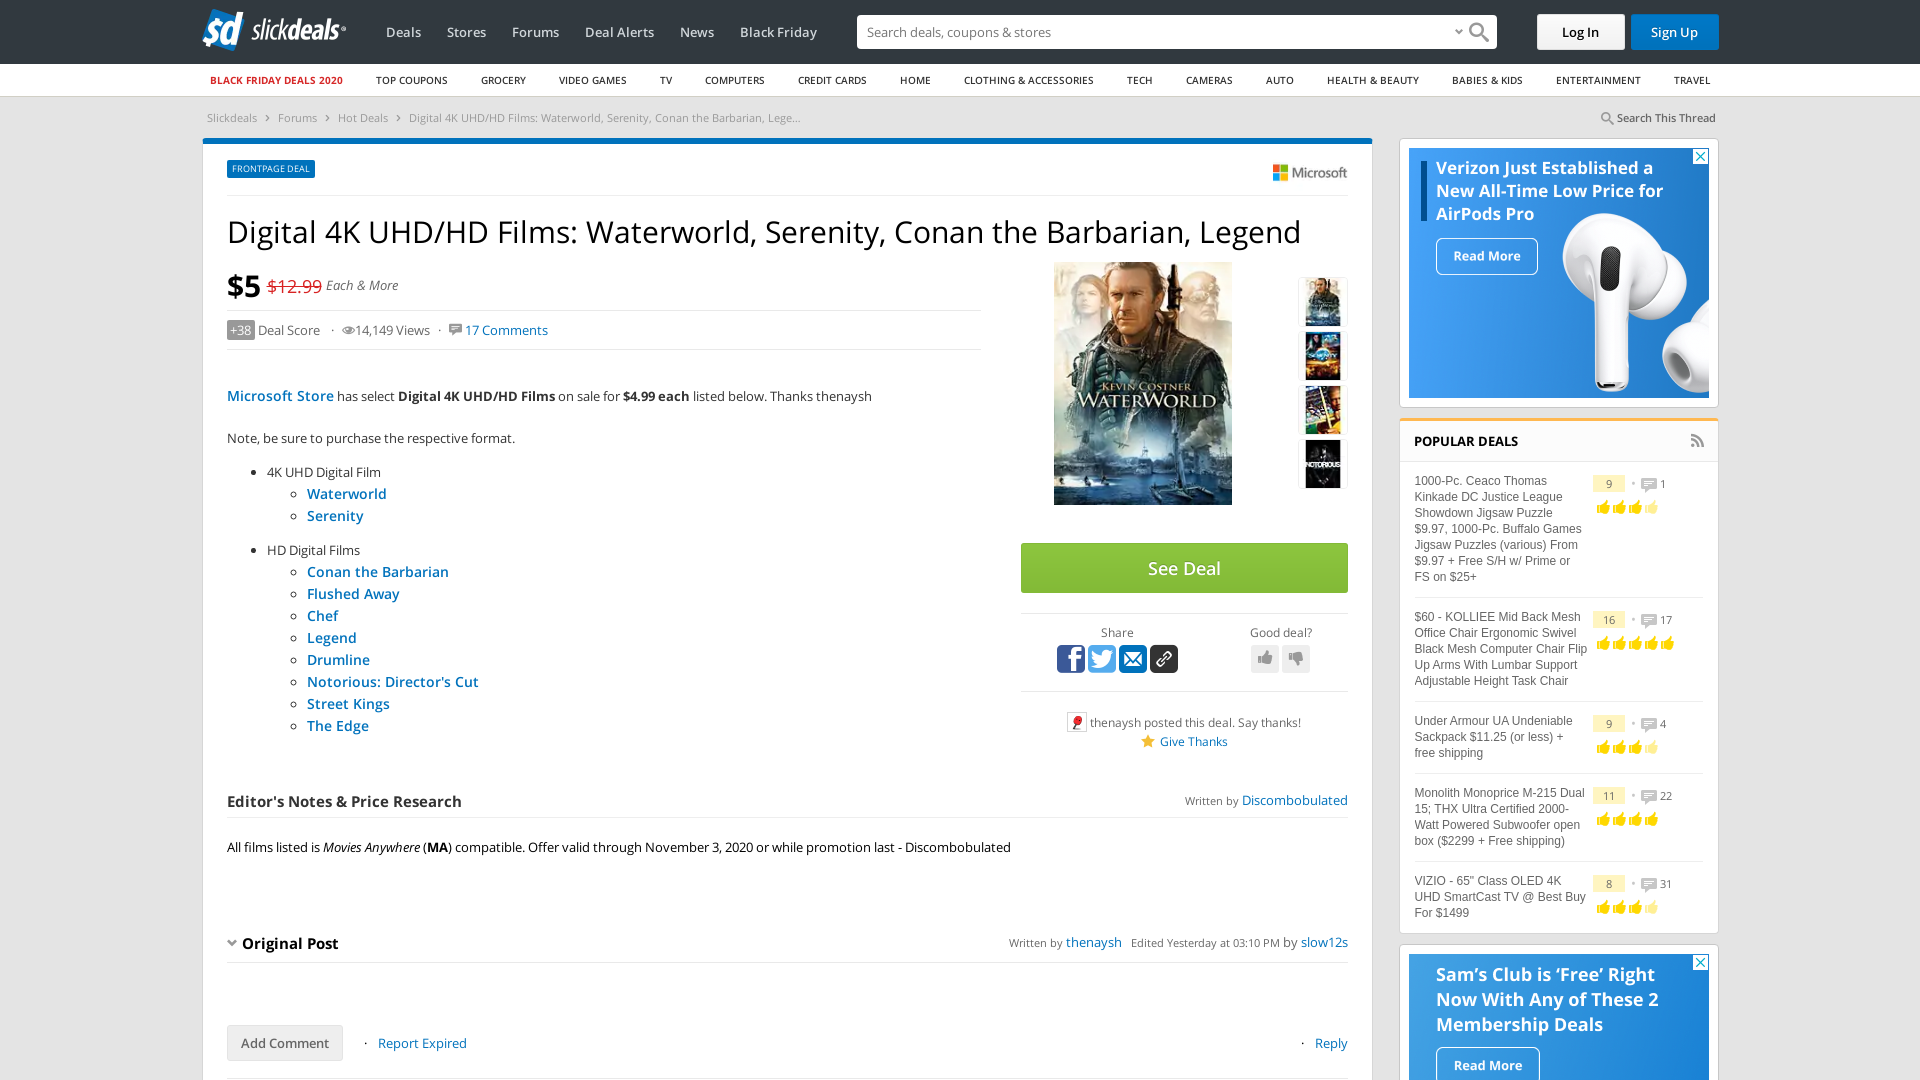 sd slickdeals
Deals
Stores
Forums
Deal Alerts
News
Black Friday
Search deals, coupons & stores
Log In
Sign Up
BLACK FRIDAY DEALS 2020
TOP COUPONS
GROCERY
VIDEO GAMES
TV
COMPUTERS
CREDIT CARDS
HOME
CLOTHING & ACCESSORIES
TECH
CAMERAS
AUTO
HEALTH & BEAUTY
BABIES & KIDS
ENTERTAINMENT
TRAVEL
Slickdeals › Forums › Hot Deals › Digital 4K UHD/HD Films: Waterworld, Serenity, Conan the Barbarian, Lege...
Search This Thread
FRONTPAGE DEAL
Microsoft
Digital 4K UHD/HD Films: Waterworld, Serenity, Conan the Barbarian, Legend
$5 $12.99 Each & More
+38 Deal Score · 14,149 Views · 17 Comments
Microsoft Store has select Digital 4K UHD/HD Films on sale for $4.99 each listed below. Thanks thenaysh
Note, be sure to purchase the respective format.
4K UHD Digital Film
Waterworld
Serenity
HD Digital Films
Conan the Barbarian
Flushed Away
Chef
Legend
Drumline
Notorious: Director's Cut
Street Kings
The Edge
KEVIN COSTNER
WATERWORLD
SERENITY
NOTORIOUS
See Deal
Share
Good deal?
thenaysh posted this deal. Say thanks!
Give Thanks
Editor's Notes & Price Research
Written by Discombobulated
All films listed is Movies Anywhere (MA) compatible. Offer valid through November 3, 2020 or while promotion last - Discombobulated
Original Post
Written by thenaysh Edited Yesterday at 03:10 PM by slow12s
Add Comment · Report Expired
· Reply
Verizon Just Established a
New All-Time Low Price for
AirPods Pro
Read More
POPULAR DEALS
1000-Pc. Ceaco Thomas
Kinkade DC Justice League
Showdown Jigsaw Puzzle
$9.97, 1000-Pc. Buffalo Games
Jigsaw Puzzles (various) From
$9.97 + Free S/H w/ Prime or
FS on $25+
9 • 1
$60 - KOLLIEE Mid Back Mesh
Office Chair Ergonomic Swivel
Black Mesh Computer Chair Flip
Up Arms With Lumbar Support
Adjustable Height Task Chair
16 • 17
Under Armour UA Undeniable
Sackpack $11.25 (or less) +
free shipping
9 • 4
Monolith Monoprice M-215 Dual
15; THX Ultra Certified 2000-
Watt Powered Subwoofer open
box ($2299 + Free shipping)
11 • 22
VIZIO - 65" Class OLED 4K
UHD SmartCast TV @ Best Buy
For $1499
8 • 31
Sam's Club is ‘Free’ Right
Now With Any of These 2
Membership Deals
Read More